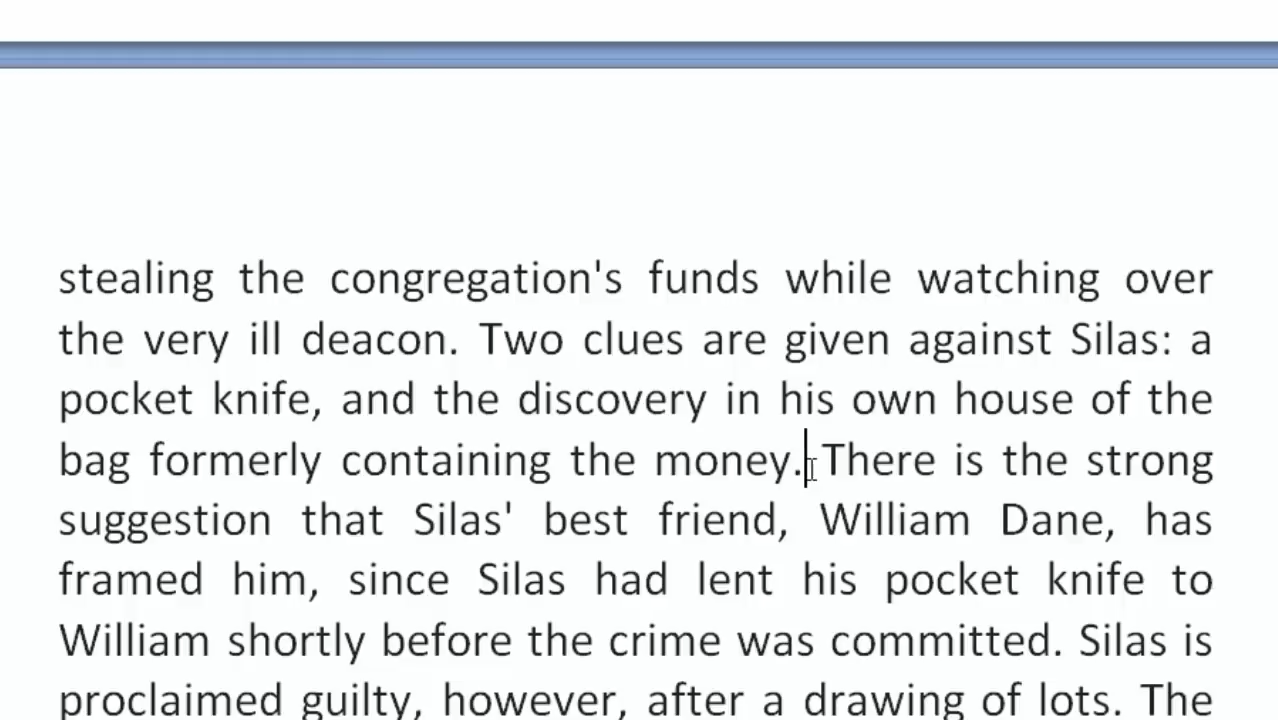 stealing the congregation's funds while watching over
the very ill deacon. Two clues are given against Silas: a
pocket knife, and the discovery in his own house of the
bag formerly containing the money. There is the strong
suggestion that Silas' best friend, William Dane, has
framed him, since Silas had lent his pocket knife to
William shortly before the crime was committed. Silas is
proclaimed guilty, however, after a drawing of lots. The